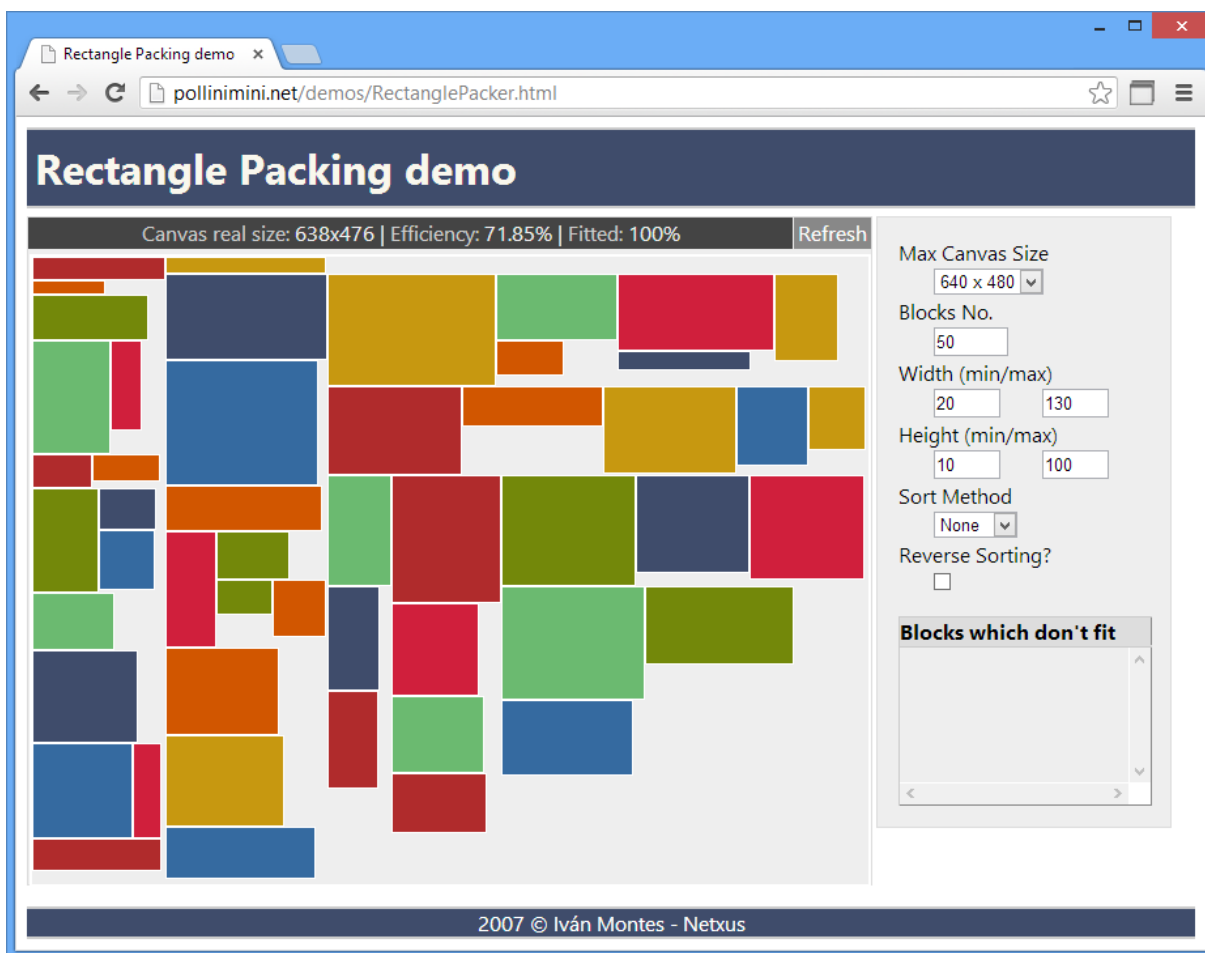 Rectangle Packing demo
pollinimini.net/demos/RectanglePacker.html
Rectangle Packing demo
Canvas real size: 638x476 | Efficiency: 71.85% | Fitted: 100%
Refresh
Max Canvas Size
640 x 480
Blocks No.
50
Width (min/max)
20 130
Height (min/max)
10 100
Sort Method
None
Reverse Sorting?
Blocks which don't fit
2007 © Iván Montes - Netxus